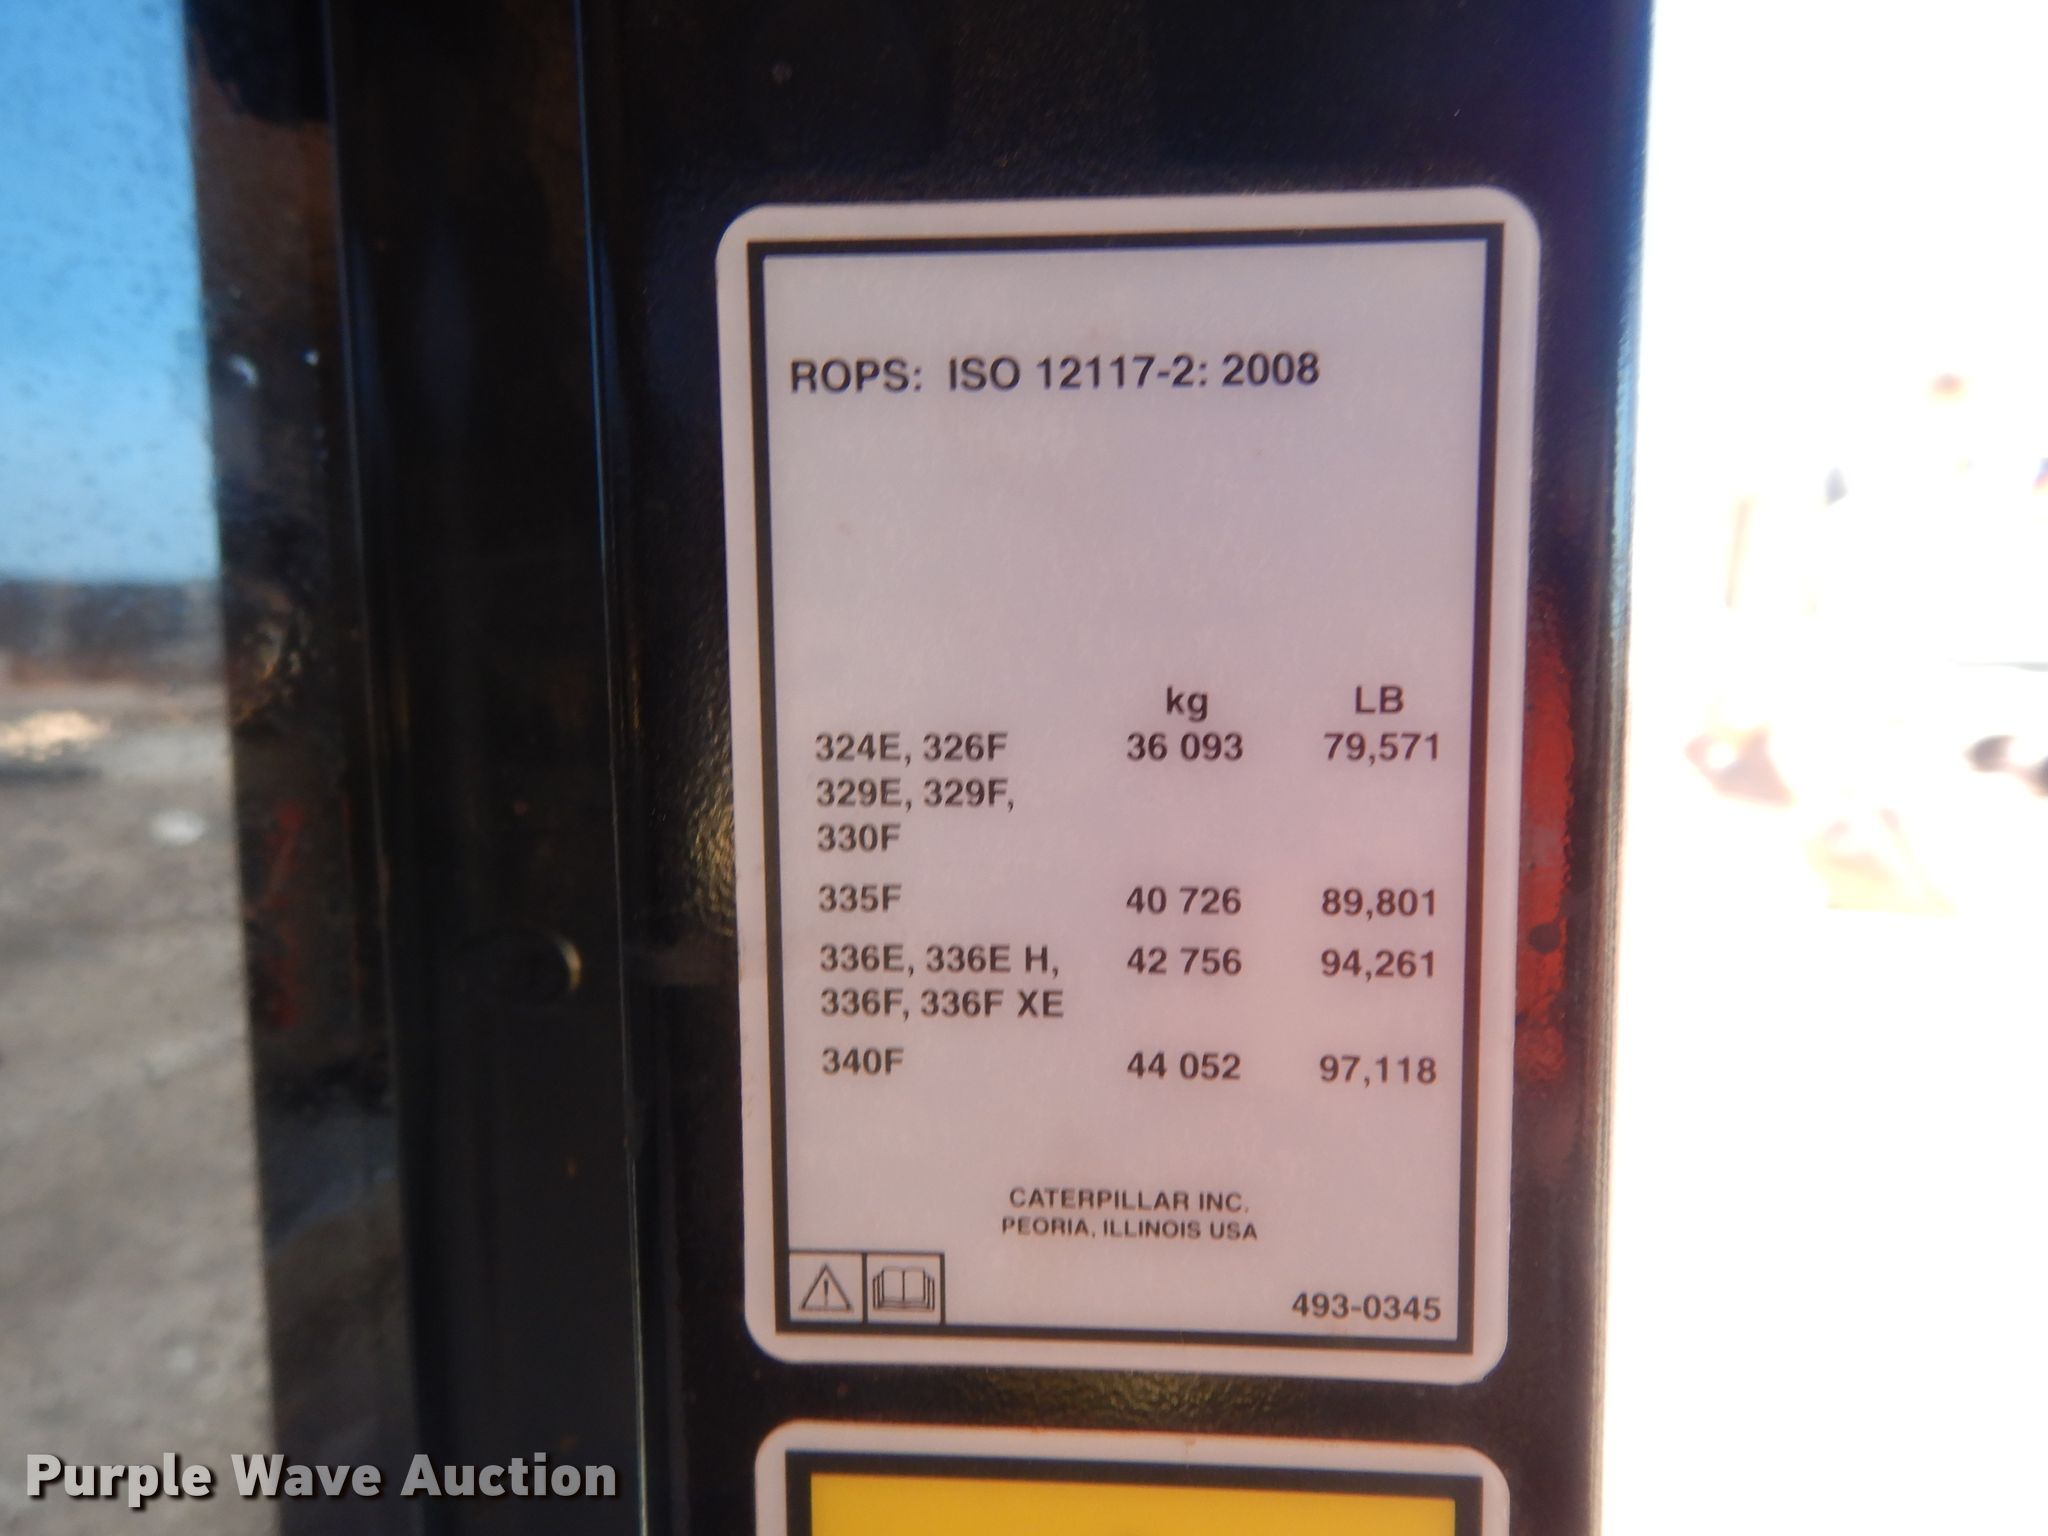 ROPS: ISO 12117-2: 2008
kg LB
324E, 326F 36 093 79,571
329E, 329F,
330F
335F 40 726 89,801
336E, 336E H, 42 756 94,261
336F, 336F XE
340F 44 052 97,118
CATERPILLAR INC.
PEORIA, ILLINOIS USA
493-0345
Purple Wave Auction